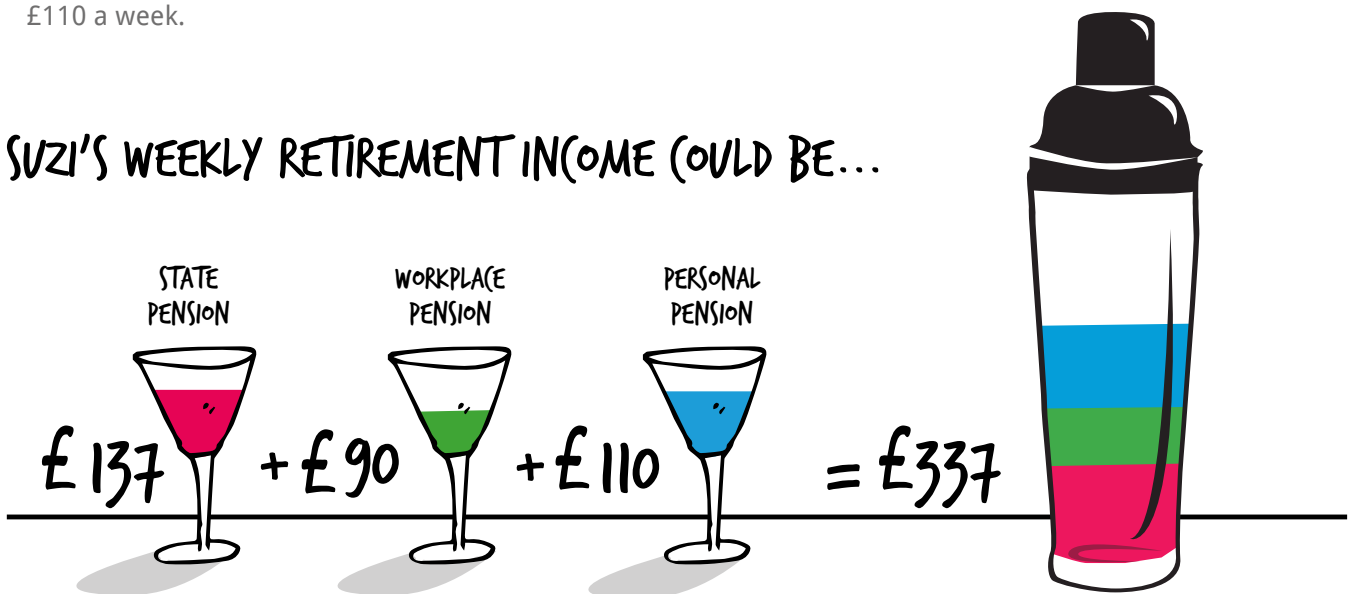 £110 a week.
SUZI'S WEEKLY RETIREMENT INCOME COULD BE...
STATE
PENSION
WORKPLACE
PENSION
PERSONAL
PENSION
£137 + £90 + £110 = £337